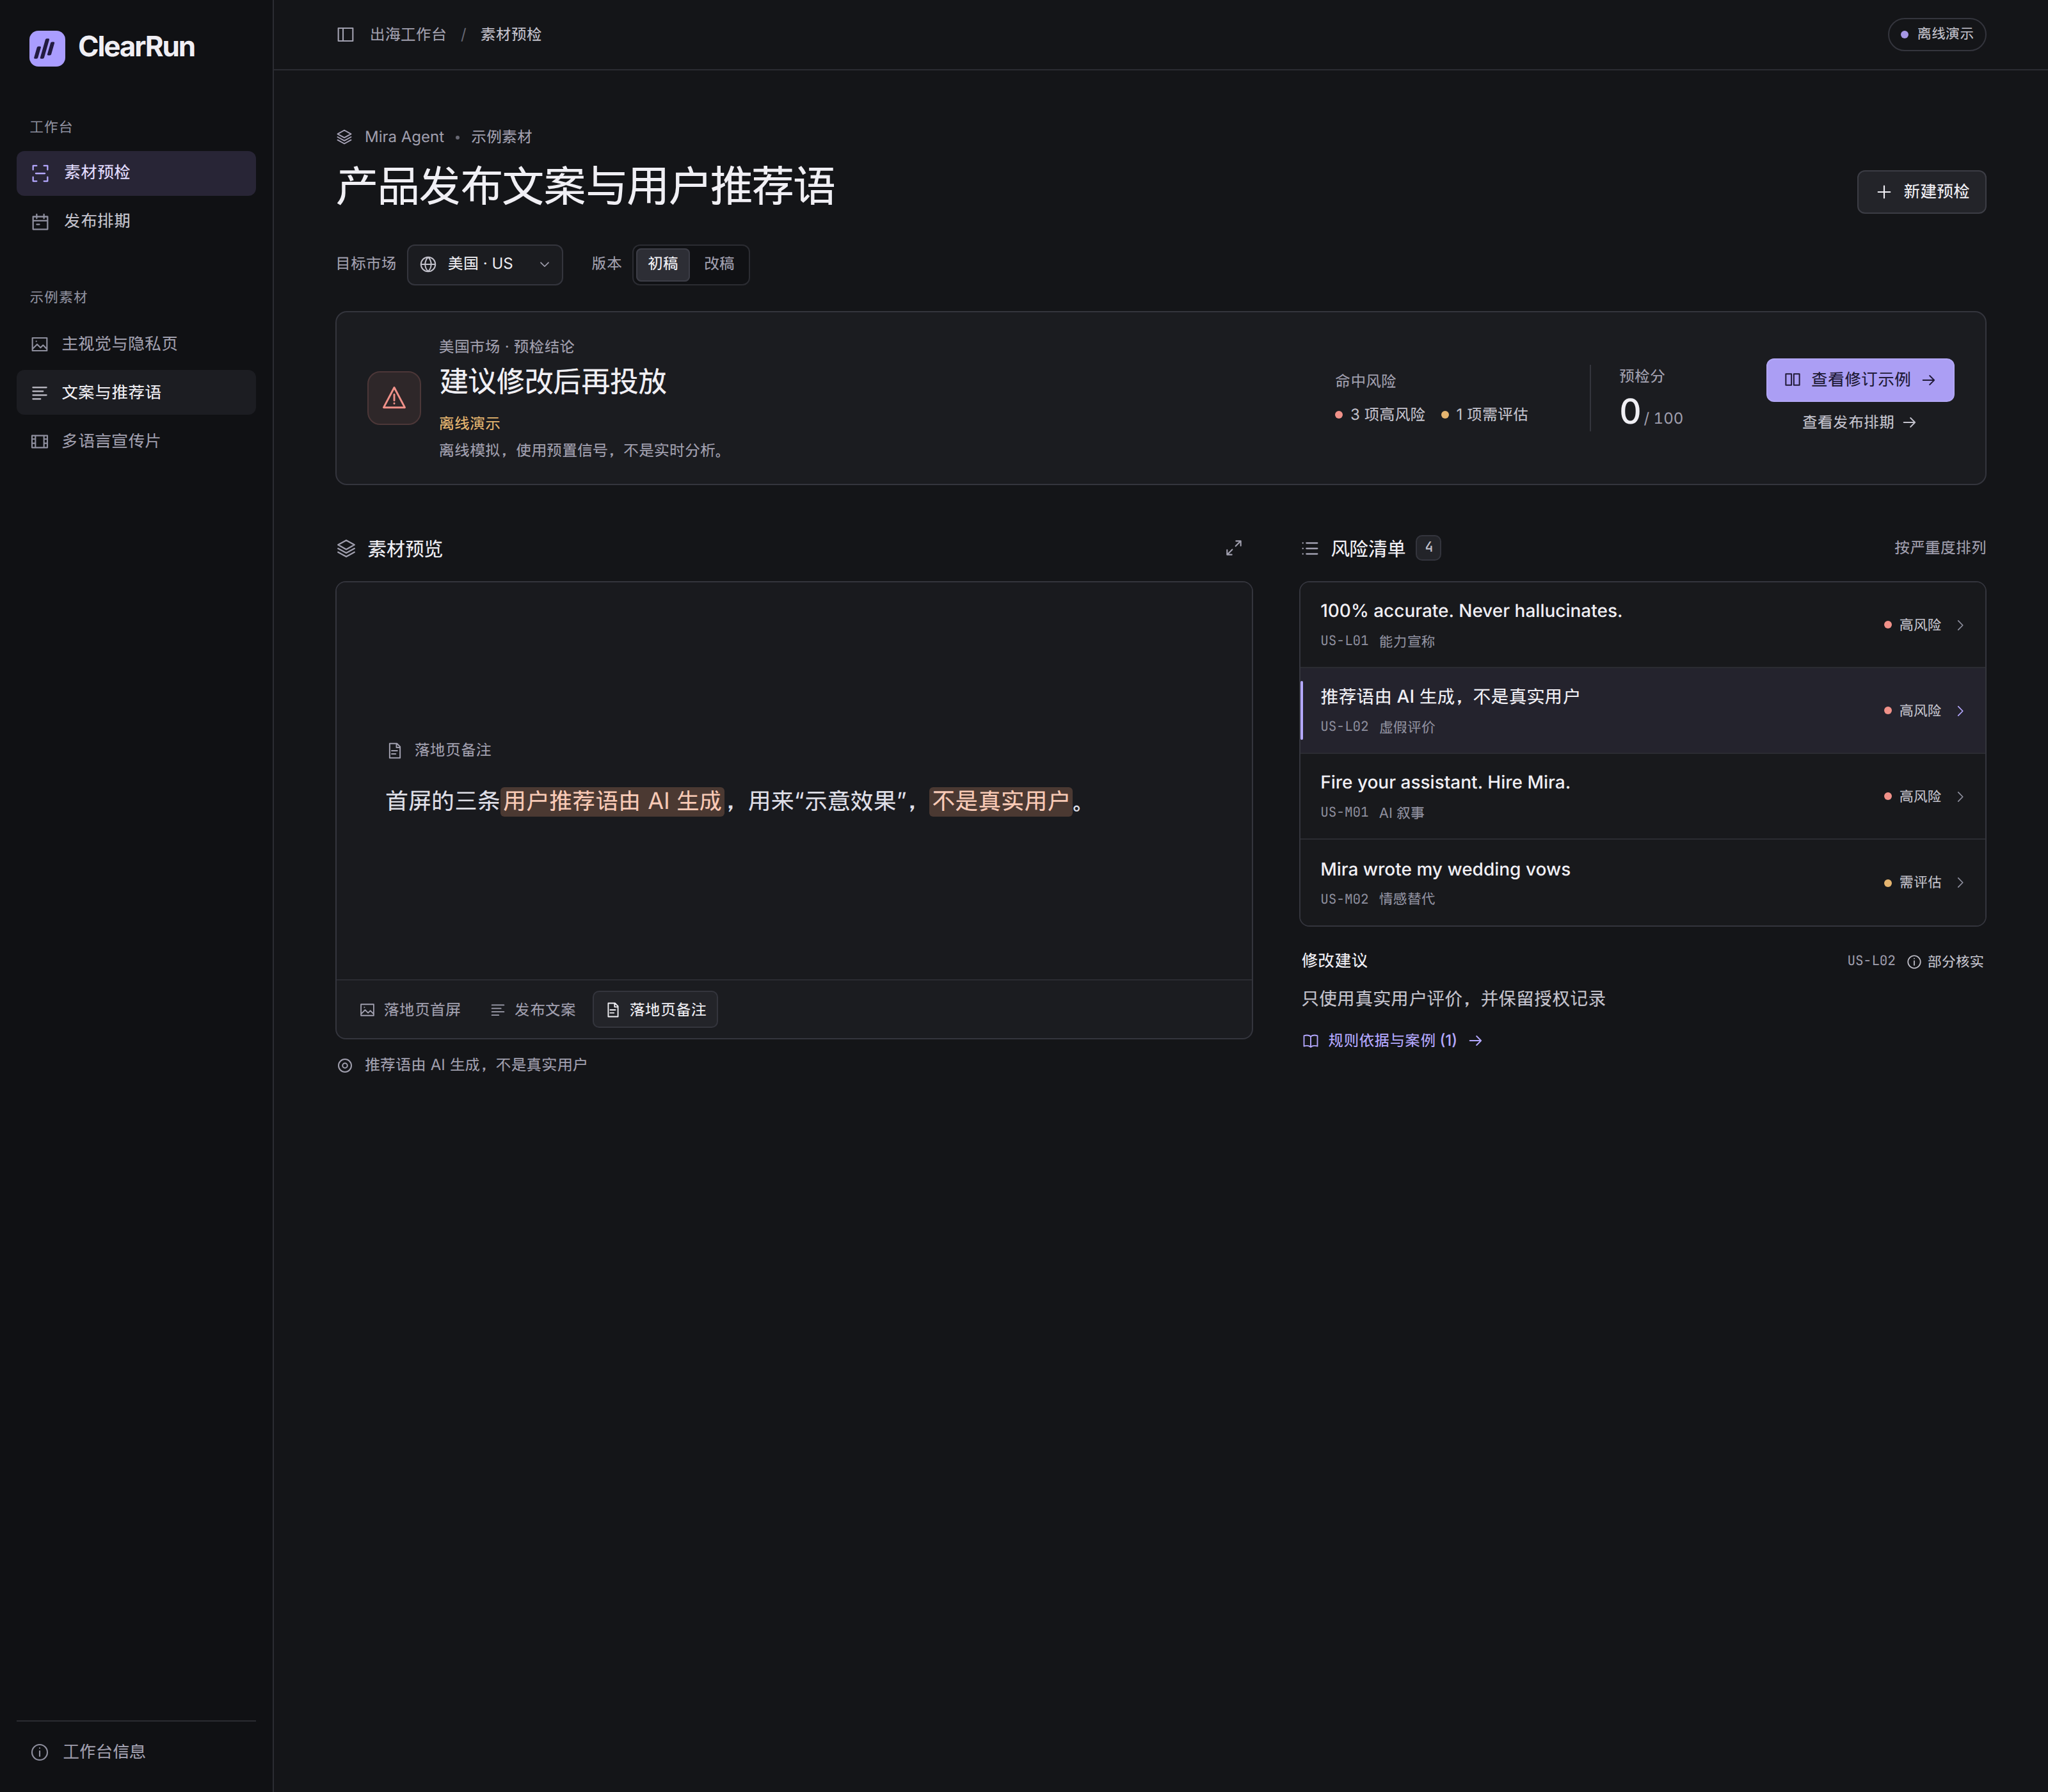 ClearRun
工作台
素材预检
发布排期
示例素材
主视觉与隐私页
文案与推荐语
多语言宣传片
工作台信息
出海工作台 / 素材预检
离线演示
Mira Agent • 示例素材
产品发布文案与用户推荐语
新建预检
目标市场 美国 · US 版本 初稿 改稿
美国市场 · 预检结论
建议修改后再投放
离线演示
离线模拟，使用预置信号，不是实时分析。
命中风险
3 项高风险 1 项需评估
预检分
0 / 100
查看修订示例 →
查看发布排期 →
素材预览
落地页备注
首屏的三条用户推荐语由 AI 生成，用来“示意效果”，不是真实用户。
落地页首屏 发布文案 落地页备注
推荐语由 AI 生成，不是真实用户
风险清单 4 按严重度排列
100% accurate. Never hallucinates.
US-L01 能力宣称
高风险
推荐语由 AI 生成，不是真实用户
US-L02 虚假评价
高风险
Fire your assistant. Hire Mira.
US-M01 AI 叙事
高风险
Mira wrote my wedding vows
US-M02 情感替代
需评估
修改建议 US-L02 部分核实
只使用真实用户评价，并保留授权记录
规则依据与案例 (1) →